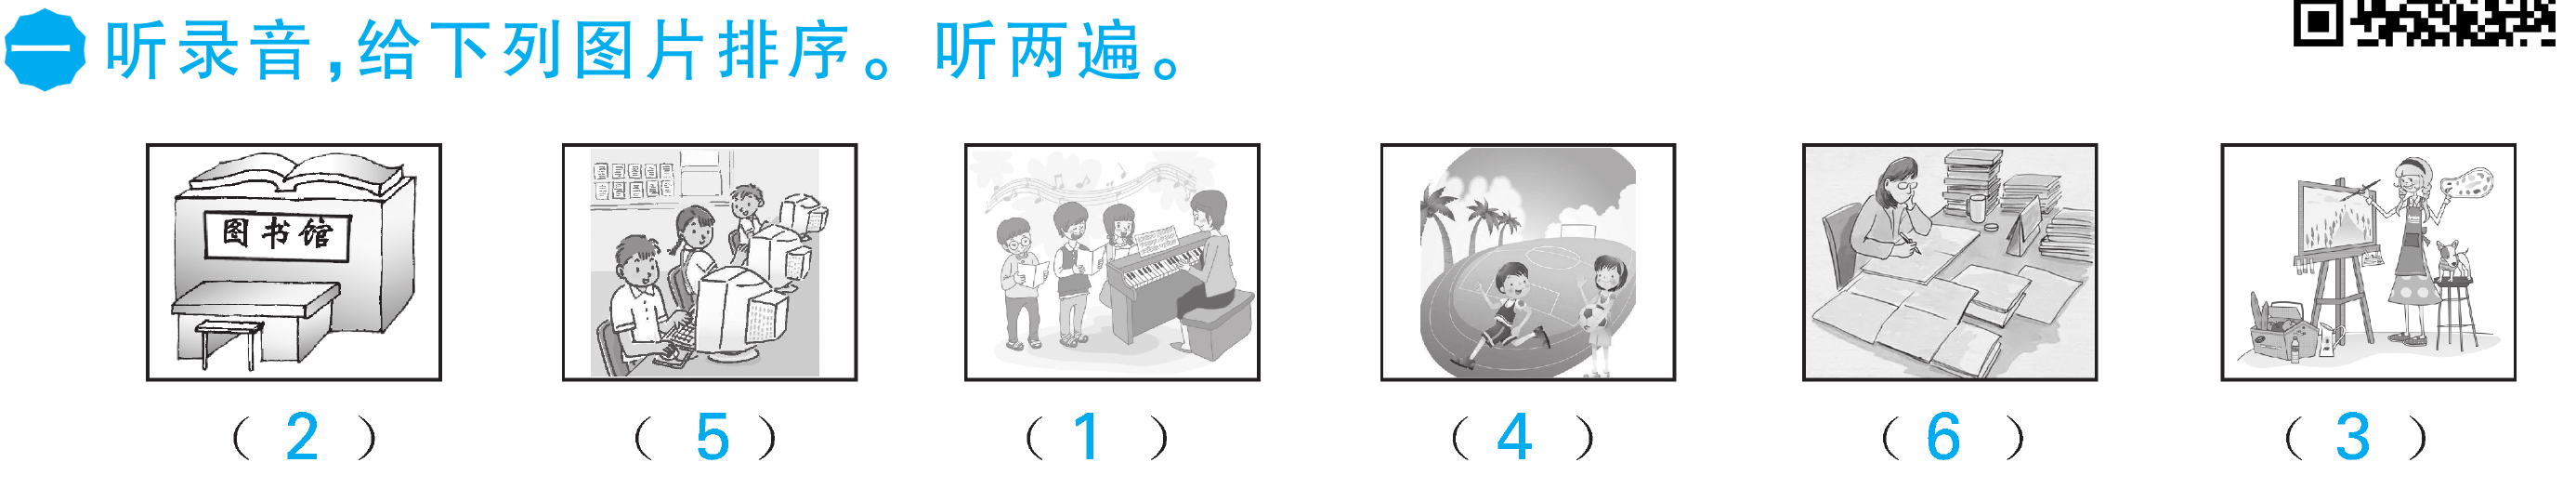 一 听录音,给下列图片排序。听两遍。
图书馆
( 2 ) ( 5 ) ( 1 ) ( 4 ) ( 6 ) ( 3 )